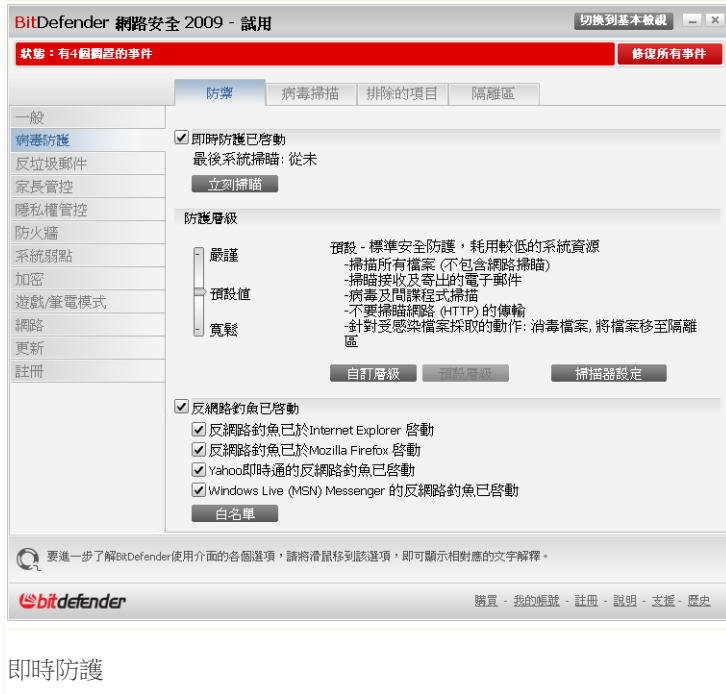 BitDefender 網路安全 2009 - 試用
切換到基本檢視
狀態：有4個擱置的事件
修復所有事件
防禦
病毒掃描
排除的項目
隔離區
一般
病毒防護
反垃圾郵件
家長管控
隱私權管控
防火牆
系統弱點
加密
遊戲/筆電模式
網路
更新
註冊
即時防護已啓動
最後系統掃瞄: 從未
立刻掃瞄
防護層級
嚴謹
預設值
寬鬆
預設 - 標準安全防護，耗用較低的系統資源
-掃描所有檔案 (不包含網路掃瞄)
-掃瞄接收及寄出的電子郵件
-病毒及間諜程式掃描
-不要掃瞄網路 (HTTP) 的傳輸
-針對受感染檔案採取的動作: 消毒檔案, 將檔案移至隔離
區
自訂層級
預設層級
掃描器設定
反網路釣魚已啓動
反網路釣魚已於Internet Explorer 啓動
反網路釣魚已於Mozilla Firefox 啓動
Yahoo即時通的反網路釣魚已啓動
Windows Live (MSN) Messenger 的反網路釣魚已啓動
白名單
要進一步了解BitDefender使用介面的各個選項，請將滑鼠移到該選項，即可顯示相對應的文字解釋。
bitdefender
購買 - 我的帳號 - 註冊 - 說明 - 支援 - 歷史
即時防護